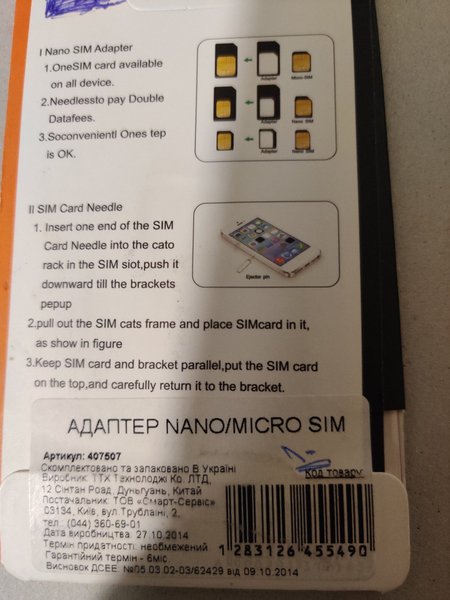 I Nano SIM Adapter
1.OneSIM card available
on all device.
2.Needlessto pay Double
Datafees.
3.Soconvenientl Ones tep
is OK.
Adapter
Micro-SIM
Adapter
Nano SIM
Adapter
Nano SIM
II SIM Card Needle
1. Insert one end of the SIM
Card Needle into the cato
rack in the SIM siot,push it
downward till the brackets
pepup
Ejector pin
2.pull out the SIM cats frame and place SIMcard in it,
as show in figure
3.Keep SIM card and bracket parallel,put the SIM card
on the top,and carefully return it to the bracket.
АДАПТЕР NANO/MICRO SIM
Артикул: 407507
Скомплектовано та запаковано В Україні
Виробник: ТТХ Текнолоджі Ко. ЛТД,
12 Сінтан Роад, Дуньгуань, Китай
Постачальник: ТОВ «Смарт-Сервіс»
03134, Київ, вул. Трублаіні, 2,
тел.: (044) 360-69-01
Дата виробництва: 27.10.2014
Термін придатності: необмежений
Гарантійний термін - 6міс.
Висновок ДСЕЕ: №05.03.02-03/62429 від 09.10.2014
Код товару
1 283126 455490